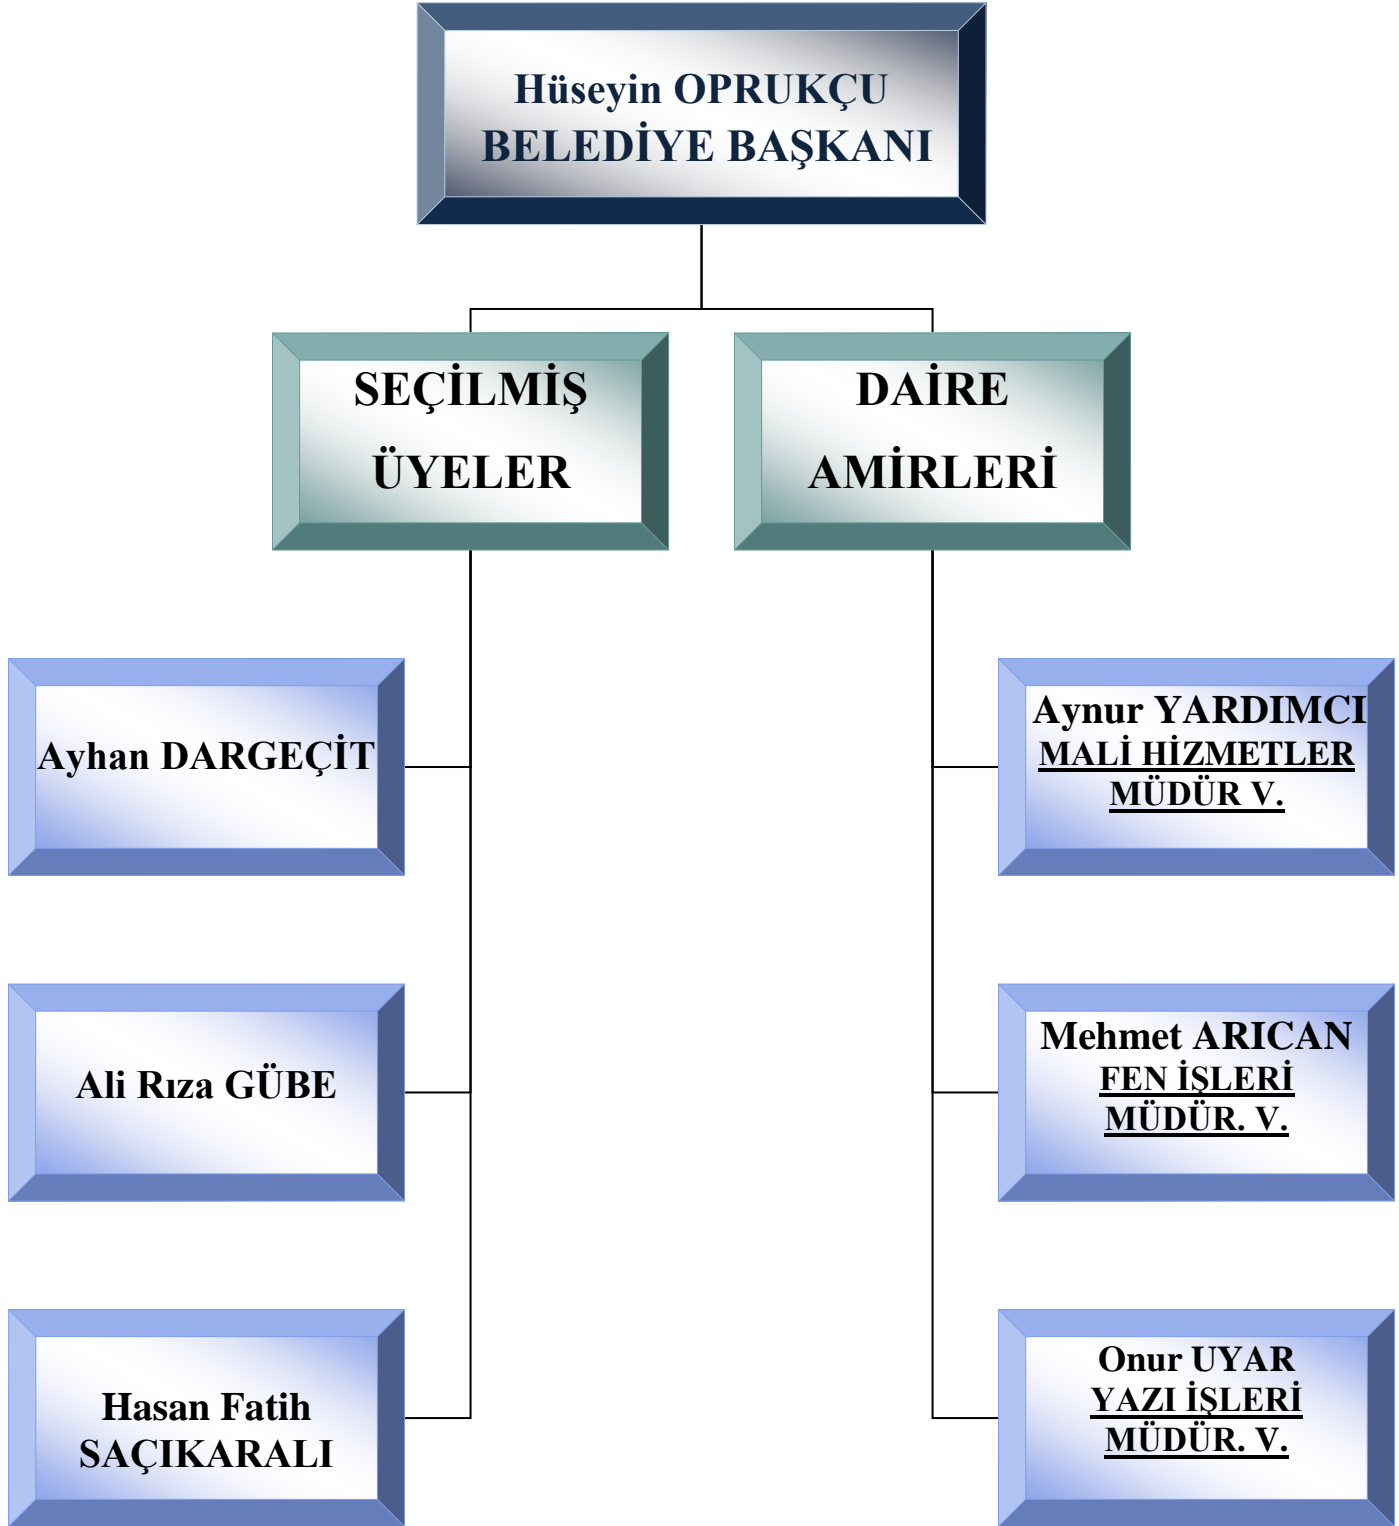 Hüseyin OPRUKÇU
BELEDİYE BAŞKANI
SEÇİLMİŞ
ÜYELER
DAİRE
AMİRLERİ
Ayhan DARGEÇİT
Aynur YARDIMCI
MALİ HİZMETLER
MÜDÜR V.
Ali Rıza GÜBE
Mehmet ARICAN
FEN İŞLERİ
MÜDÜR. V.
Hasan Fatih
SAÇIKARALI
Onur UYAR
YAZI İŞLERİ
MÜDÜR. V.